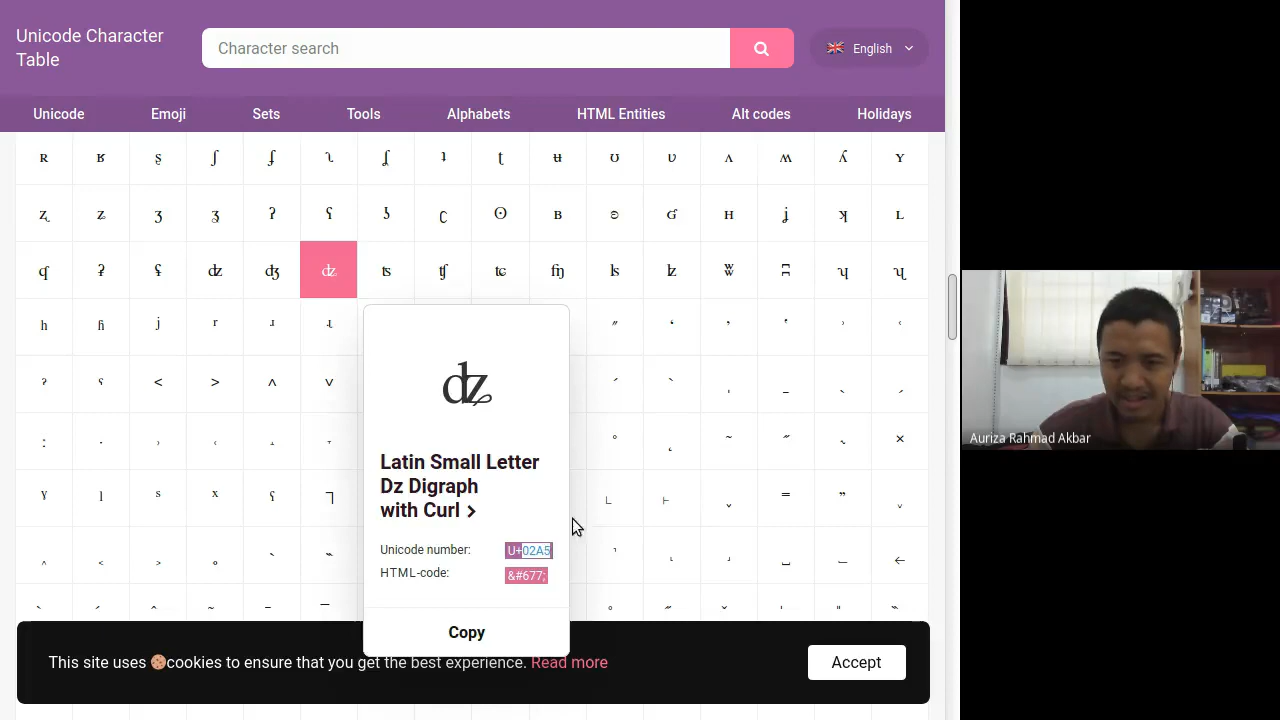 Unicode Character
Table
Character search
English
Unicode Emoji Sets Tools Alphabets HTML Entities Alt codes Holidays
ʀ ʁ ʂ ʃ ʄ ʅ ʆ ʇ ʈ ʉ ʊ ʋ ʌ ʍ ʎ ʏ
ʐ ʑ ʒ ʓ ʔ ʕ ʖ ʗ ʘ ʙ ʚ ʛ ʜ ʝ ʞ ʟ
ʠ ʡ ʢ ʣ ʤ ʥ ʦ ʧ ʨ ʩ ʪ ʫ ʬ ʭ ʮ ʯ
ʰ ʱ ʲ ʳ ʴ ʵ ʺ ʻ ʼ ʽ ʾ ʿ
ˀ ˁ ˂ ˃ ˄ ˅ ˊ ˋ ˌ ˍ ˎ ˏ
ː ˑ ˒ ˓ ˔ ˕ ˚ ˛ ˜ ˝ ˞ ˟
ˠ ˡ ˢ ˣ ˤ ˥ ˪ ˫ ˬ ˭ ˮ ˯
˰ ˱ ˲ ˳ ˴ ˵ ˺ ˻ ˼ ˽ ˾ ˿
ʥ
Latin Small Letter
Dz Digraph
with Curl >
Unicode number: U+02A5
HTML-code: &#677;
Copy
This site uses 🍪cookies to ensure that you get the best experience. Read more
Accept
Auriza Rahmad Akbar